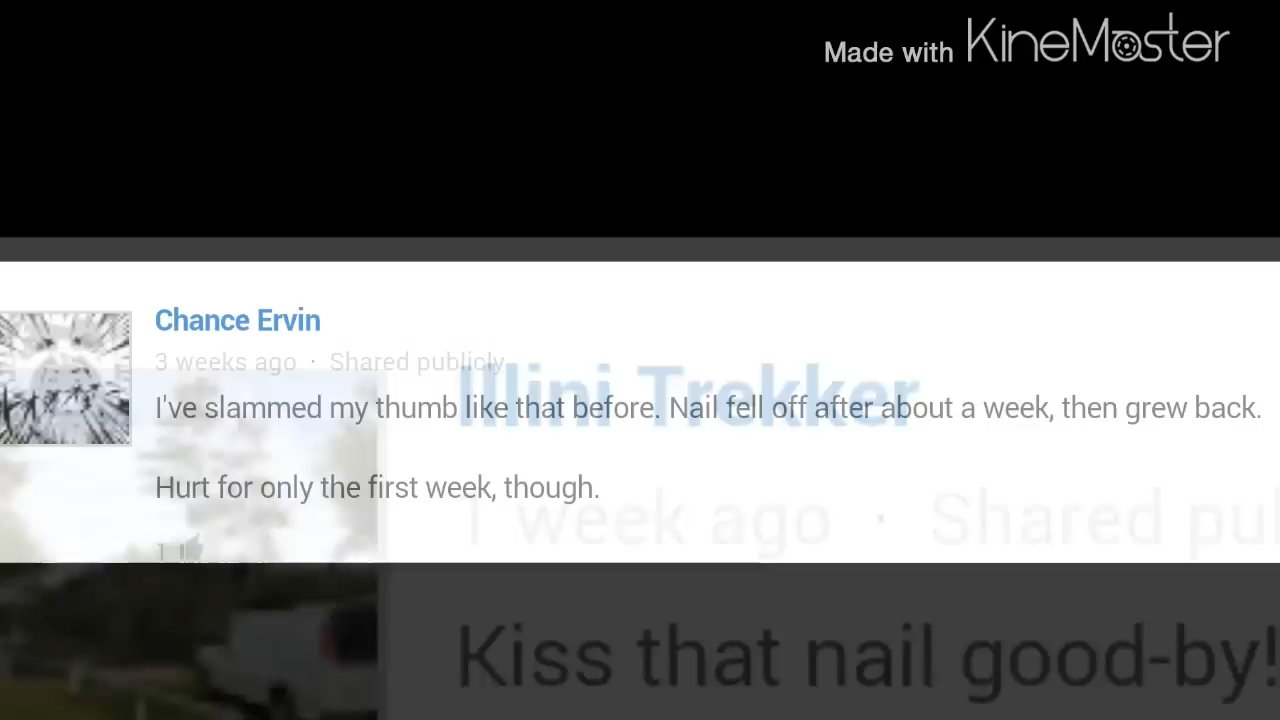 Made with KineMaster
Chance Ervin
3 weeks ago · Shared publicly
Illini Trekker
I've slammed my thumb like that before. Nail fell off after about a week, then grew back.
Hurt for only the first week, though.
1 week ago · Shared pu
Kiss that nail good-by!